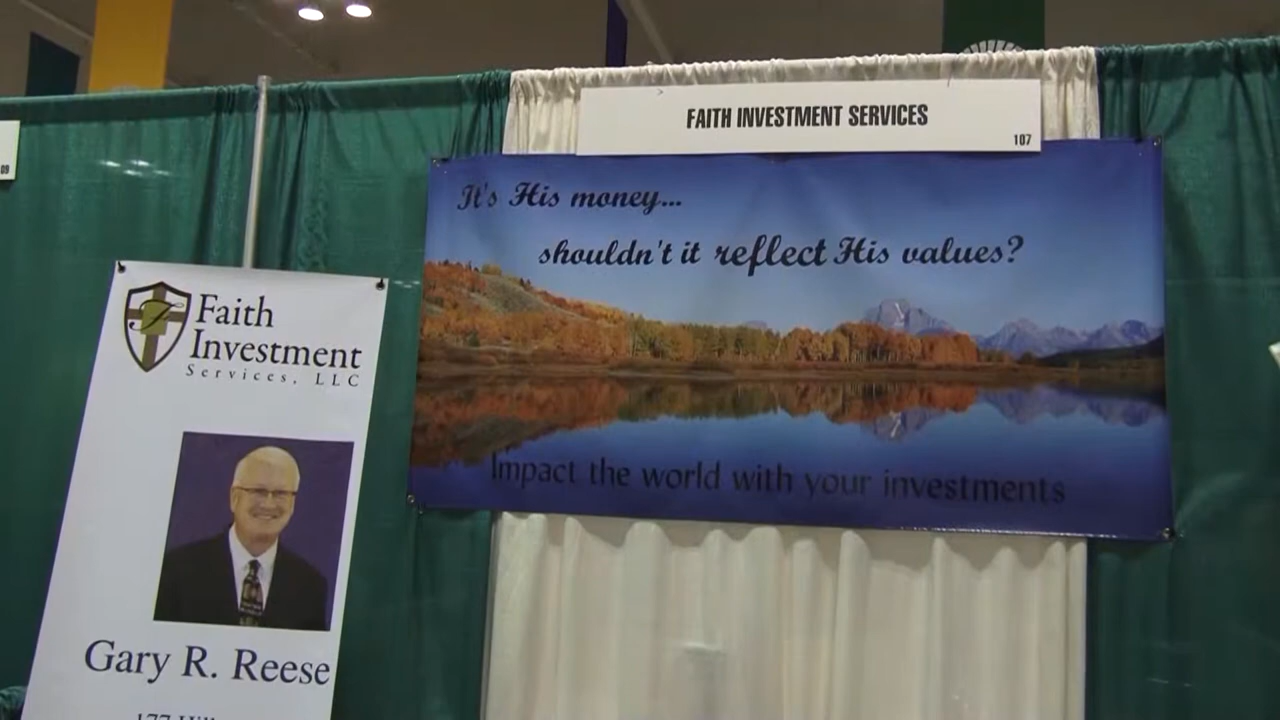 FAITH INVESTMENT SERVICES
107
09
It's His money...
shouldn't it reflect His values?
Impact the world with your investments
Faith
Investment
Services, LLC
Gary R. Reese